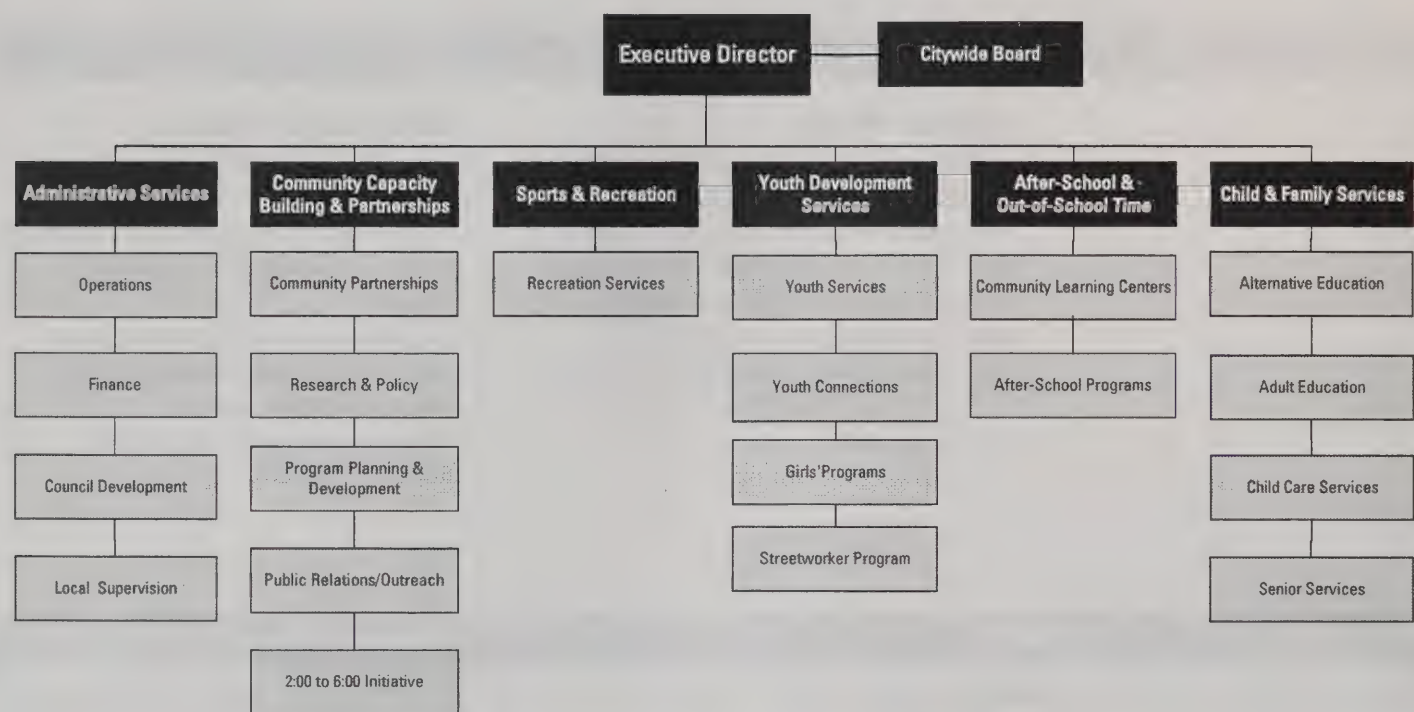 Executive Director
Citywide Board
Administrative Services
Community Capacity
Building & Partnerships
Sports & Recreation
Youth Development
Services
After-School &
Out-of-School Time
Child & Family Services
Operations
Finance
Council Development
Local Supervision
Community Partnerships
Research & Policy
Program Planning &
Development
Public Relations/Outreach
2:00 to 6:00 Initiative
Recreation Services
Youth Services
Youth Connections
Girls' Programs
Streetworker Program
Community Learning Centers
After-School Programs
Alternative Education
Adult Education
Child Care Services
Senior Services